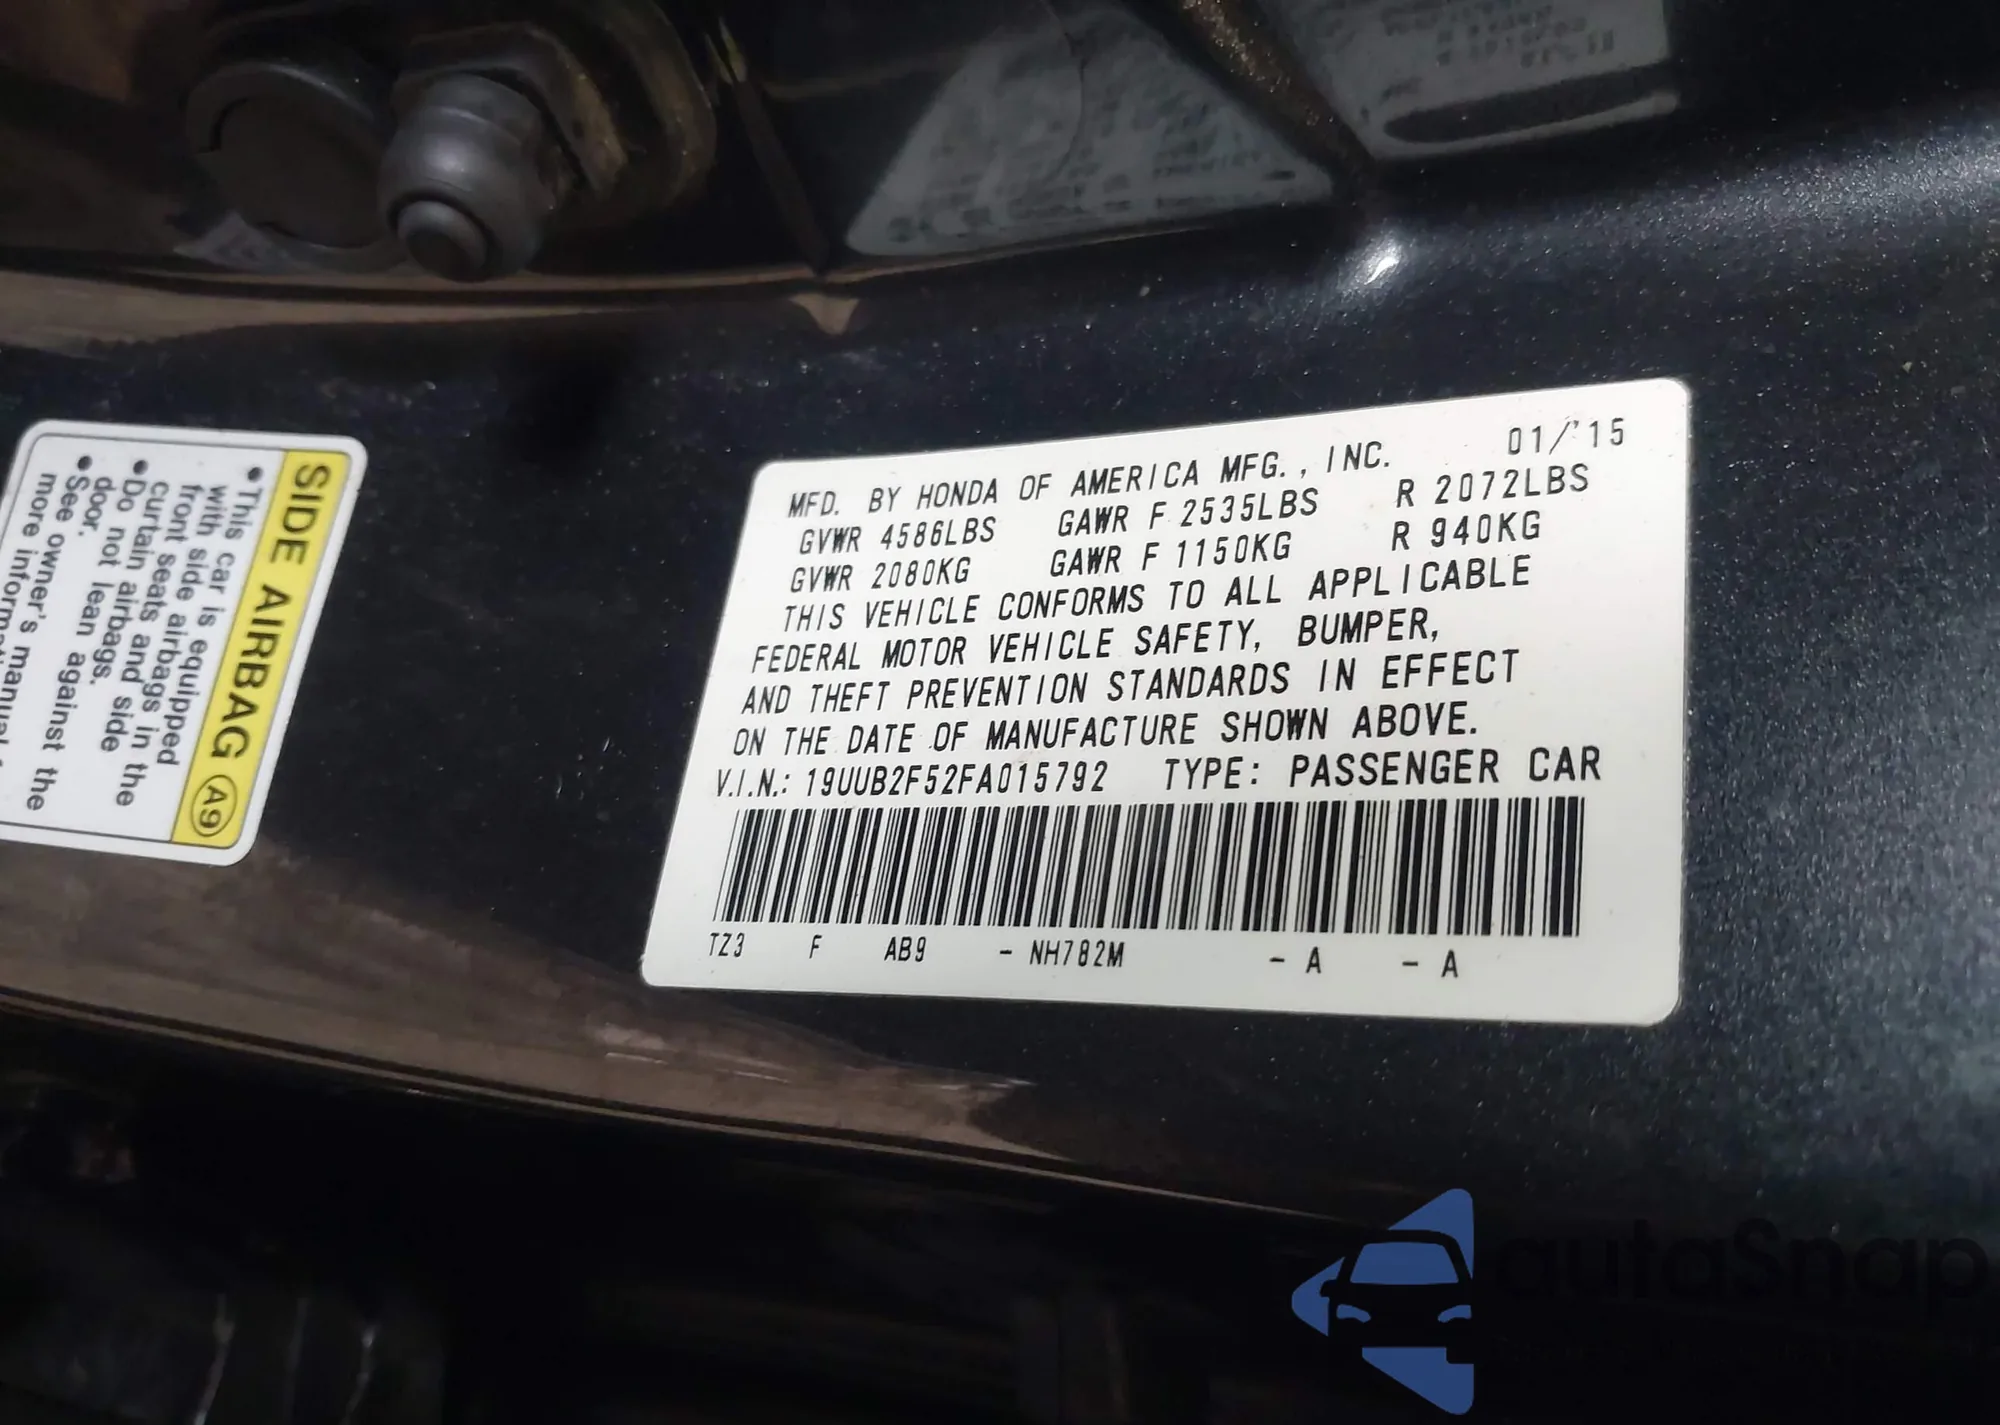 SIDE AIRBAG A9
• This car is equipped
with side airbags in the
front seats and side
curtain airbags.
• Do not lean against the
door.
• See owner's manual
more
MFD. BY HONDA OF AMERICA MFG., INC. 01/'15
GVWR 4586LBS GAWR F 2535LBS R 2072LBS
GVWR 2080KG GAWR F 1150KG R 940KG
THIS VEHICLE CONFORMS TO ALL APPLICABLE
FEDERAL MOTOR VEHICLE SAFETY, BUMPER,
AND THEFT PREVENTION STANDARDS IN EFFECT
ON THE DATE OF MANUFACTURE SHOWN ABOVE.
V.I.N.: 19UUB2F52FA015792 TYPE: PASSENGER CAR
TZ3 F AB9 - NH782M - A - A
autoSnap